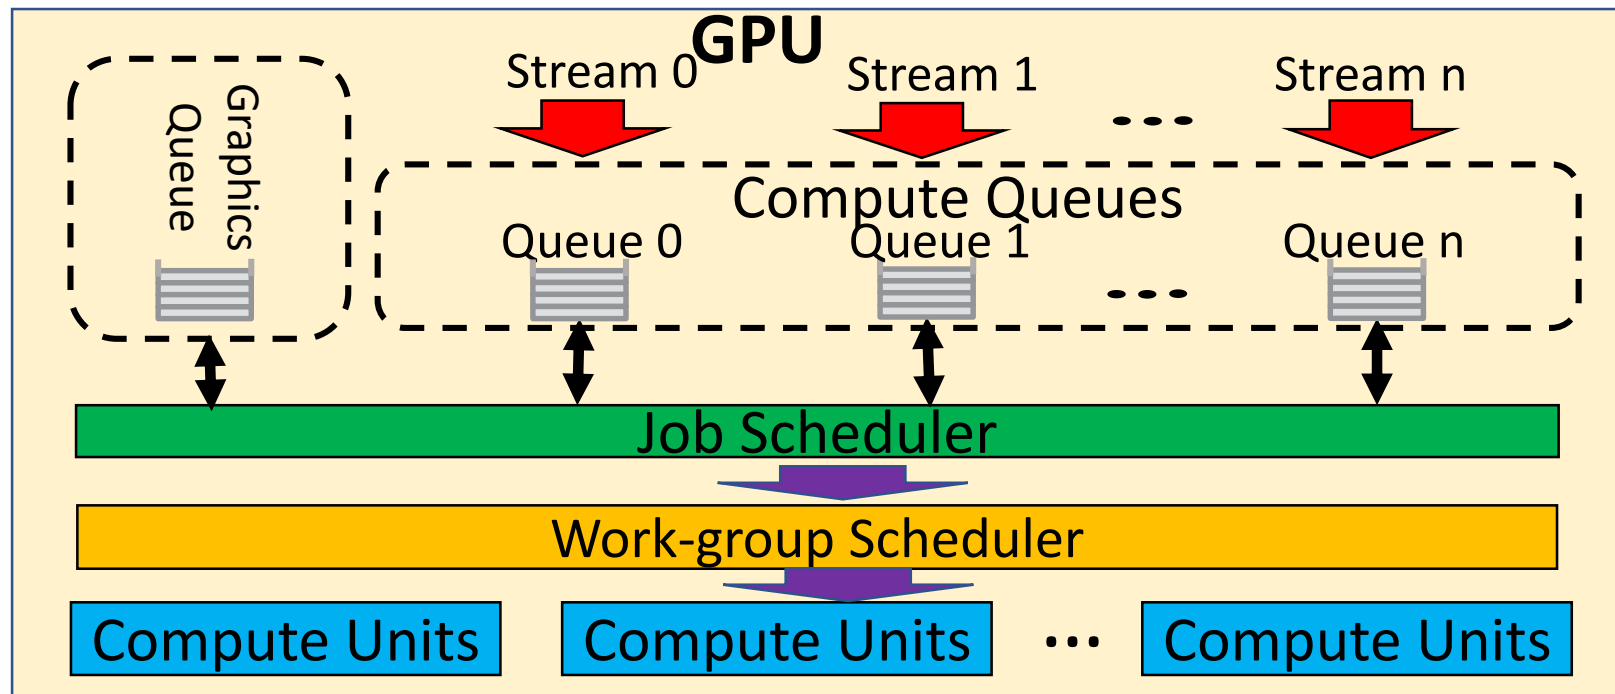 GPU
Graphics
Queue
Stream 0
Stream 1
Stream n
Compute Queues
Queue 0
Queue 1
Queue n
Job Scheduler
Work-group Scheduler
Compute Units
Compute Units
...
Compute Units